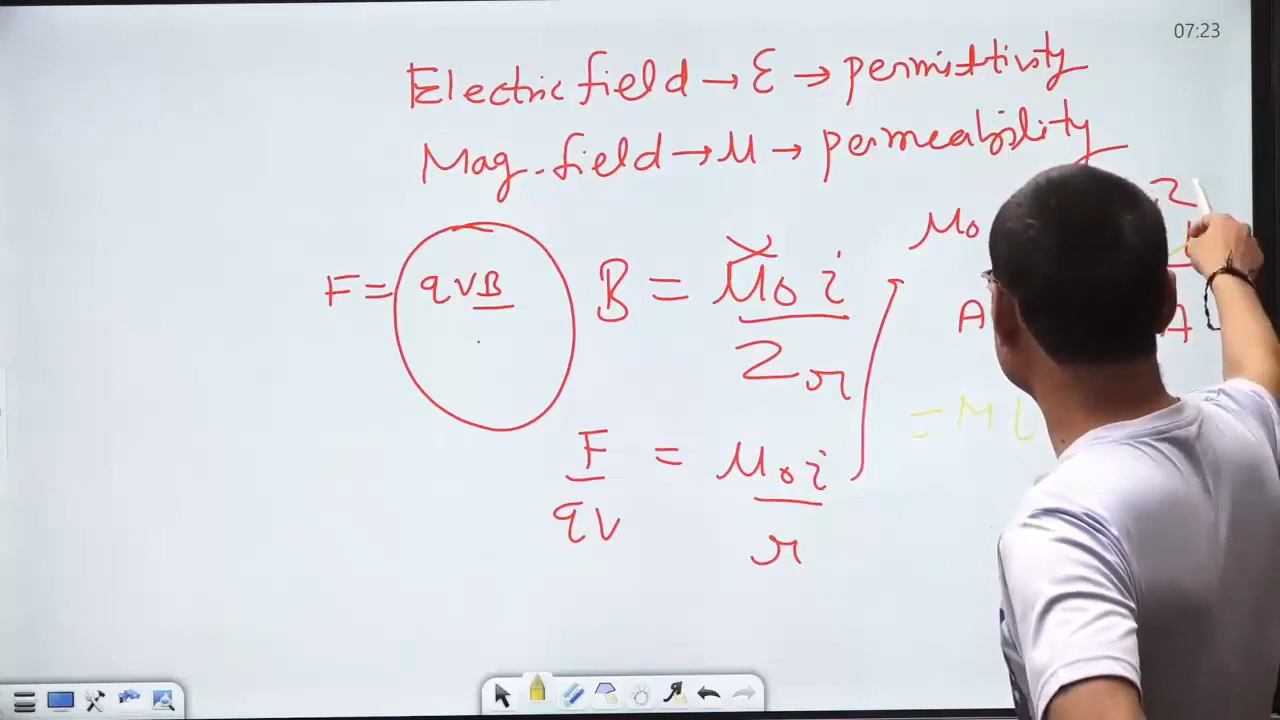 07:23
Electric field → ε → permittivity
Mag. field → μ → permeability
μ₀
F = qvB
B = μ₀ i / 2r
A
A
= M L
F / qv = μ₀ i / r